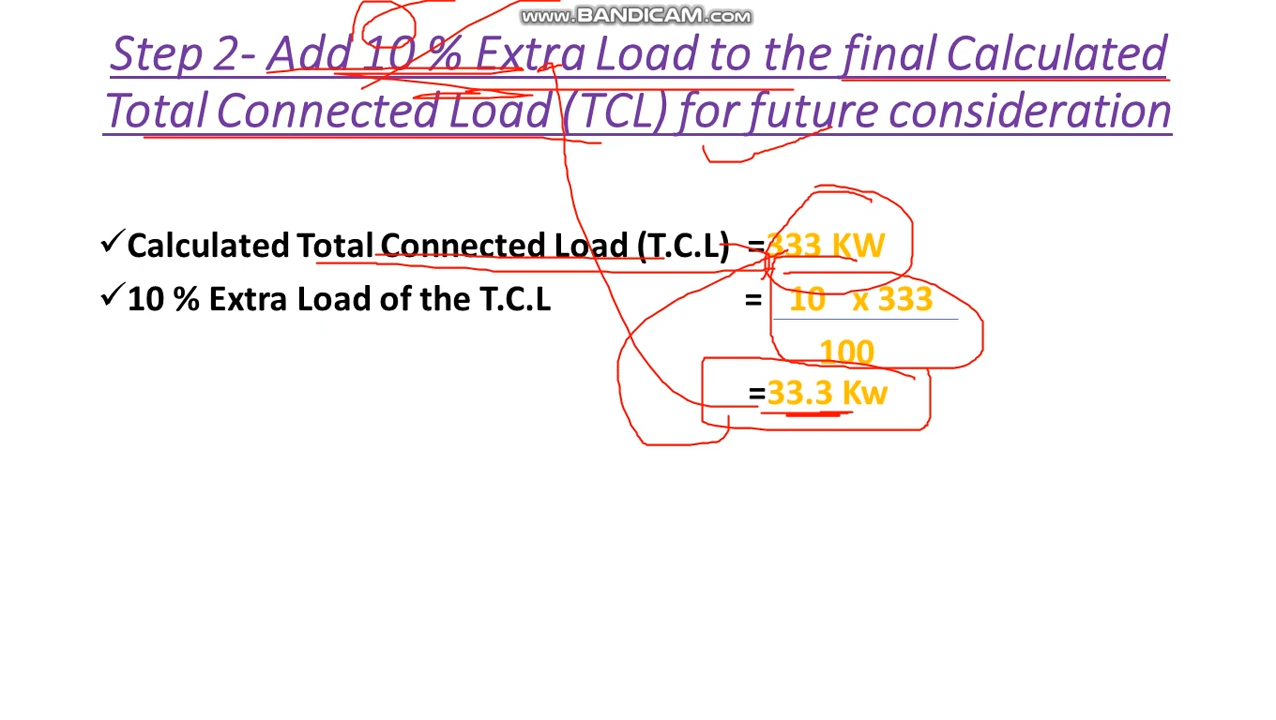 www.BANDICAM.com
Step 2- Add 10 % Extra Load to the final Calculated
Total Connected Load (TCL) for future consideration
✓Calculated Total Connected Load (T.C.L) =333 KW
✓10 % Extra Load of the T.C.L = 10 x 333
100
=33.3 Kw